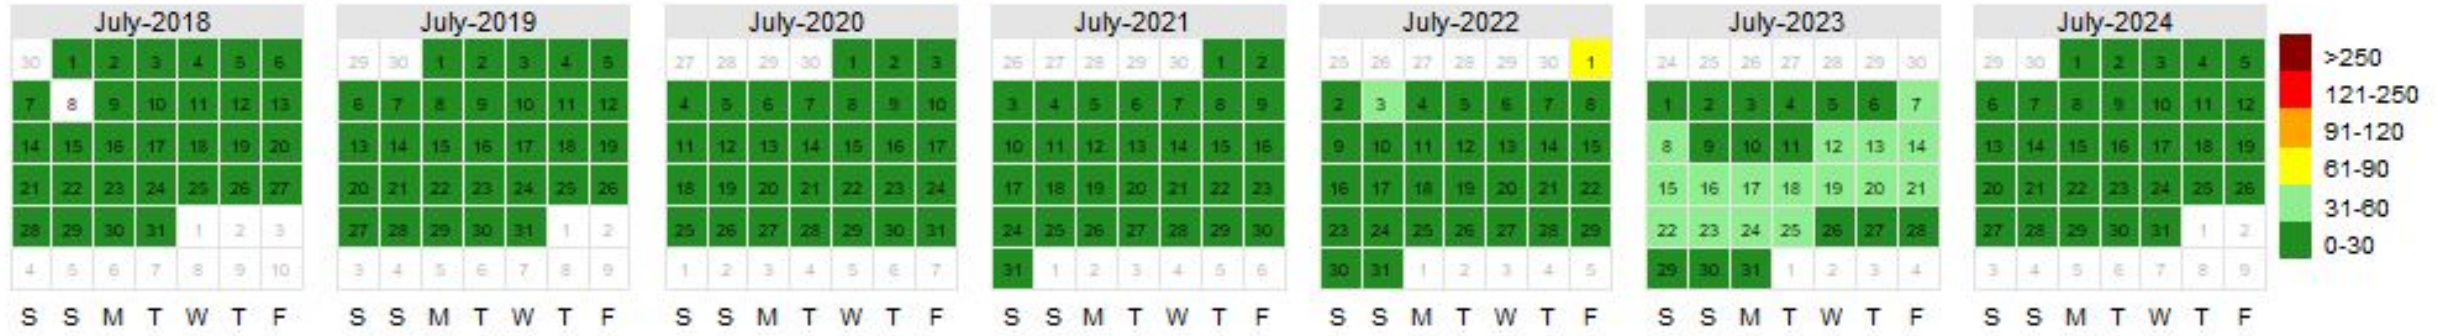 July-2018 July-2019 July-2020 July-2021 July-2022 July-2023 July-2024
30 1 2 3 4 5 6 29 30 1 2 3 4 5 27 28 29 30 1 2 3 26 27 28 29 30 1 2 25 26 27 28 29 30 1 24 25 26 27 28 29 30 29 30 1 2 3 4 5 >250
7 8 9 10 11 12 13 6 7 8 9 10 11 12 4 5 6 7 8 9 10 3 4 5 6 7 8 9 2 3 4 5 6 7 8 1 2 3 4 5 6 7 6 7 8 9 10 11 12 121-250
14 15 16 17 18 19 20 13 14 15 16 17 18 19 11 12 13 14 15 16 17 10 11 12 13 14 15 16 9 10 11 12 13 14 15 8 9 10 11 12 13 14 13 14 15 16 17 18 19 91-120
21 22 23 24 25 26 27 20 21 22 23 24 25 26 18 19 20 21 22 23 24 17 18 19 20 21 22 23 16 17 18 19 20 21 22 15 16 17 18 19 20 21 20 21 22 23 24 25 26 61-90
28 29 30 31 1 2 3 27 28 29 30 31 1 2 25 26 27 28 29 30 31 24 25 26 27 28 29 30 23 24 25 26 27 28 29 22 23 24 25 26 27 28 27 28 29 30 31 1 2 31-60
4 5 6 7 8 9 10 3 4 5 6 7 8 9 1 2 3 4 5 6 7 31 1 2 3 4 5 6 30 31 1 2 3 4 5 29 30 31 1 2 3 4 3 4 5 6 7 8 9 0-30
S S M T W T F S S M T W T F S S M T W T F S S M T W T F S S M T W T F S S M T W T F S S M T W T F